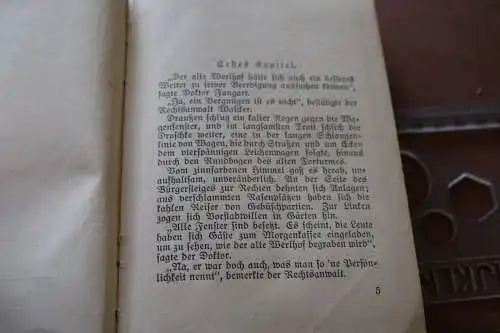 Erstes Kapitel.
„Der alte Werlhof hätte sich auch ein besseres
Wetter zu seiner Beerdigung aussuchen können“,
sagte Doktor Fangart.
„Ja, ein Vergnügen ist es nicht“, bestätigte der
Rechtsanwalt Walcker.
Draußen schlug ein kalter Regen gegen die Wa-
genfenster, und im langsamsten Trott schlich die
Droschke weiter, eine in der langen Schlangen-
linie von Wagen, die durch Straßen und um Ecken
dem vierspännigen Leichenwagen folgte, hinaus
durch den Rundbogen des alten Tortturmes.
Vom zinnfarbenen Himmel goß es herab, un-
aufhaltsam, unveränderlich. An der Seite des
Bürgersteiges zur Rechten dehnten sich Anlagen;
aus verschlammten Rasenplätzen hoben sich die
kahlen Reiser von Gebüschpartien. Zur Linken
zogen sich Vorstadtvillen in Gärten hin.
„Alle Fenster sind besetzt. Es scheint, die Leute
haben sich Gäste zum Morgenkaffee eingeladen,
um zu sehen, wie der alte Werlhof begraben wird“,
sagte der Doktor.
„Na, er war doch auch, was man so 'ne Persön-
lichkeit nennt“, bemerkte der Rechtsanwalt.
5